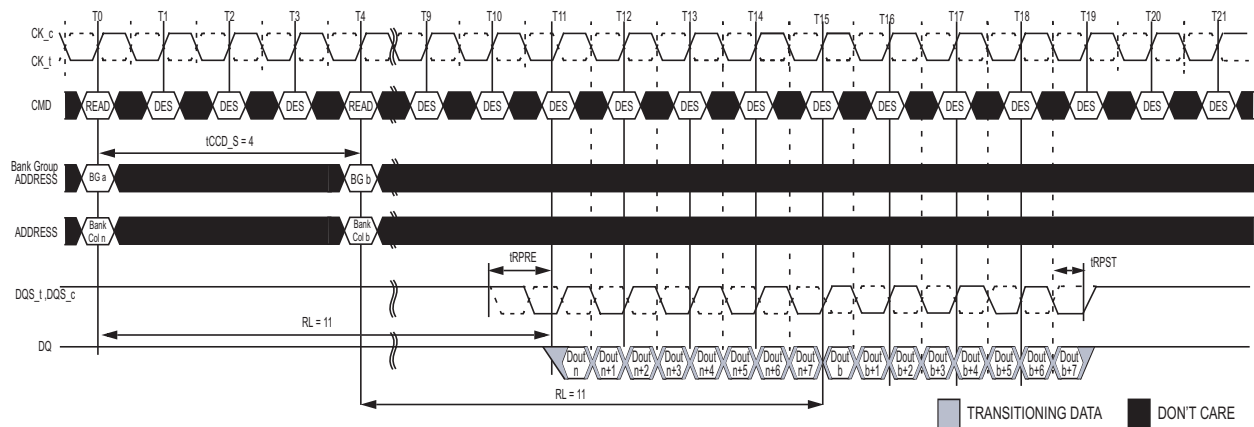 T0 T1 T2 T3 T4 T9 T10 T11 T12 T13 T14 T15 T16 T17 T18 T19 T20 T21
CK_c
CK_t
CMD READ DES DES DES READ DES DES DES DES DES DES DES DES DES DES DES DES DES
tCCD_S = 4
Bank Group
ADDRESS
BG a BG b
ADDRESS
Bank
Col n
Bank
Col b
tRPRE tRPST
DQS_t ,DQS_c
RL = 11
DQ
Dout Dout Dout Dout Dout Dout Dout Dout Dout Dout Dout Dout Dout Dout Dout Dout
n n+1 n+2 n+3 n+4 n+5 n+6 n+7 b b+1 b+2 b+3 b+4 b+5 b+6 b+7
RL = 11
TRANSITIONING DATA DON'T CARE